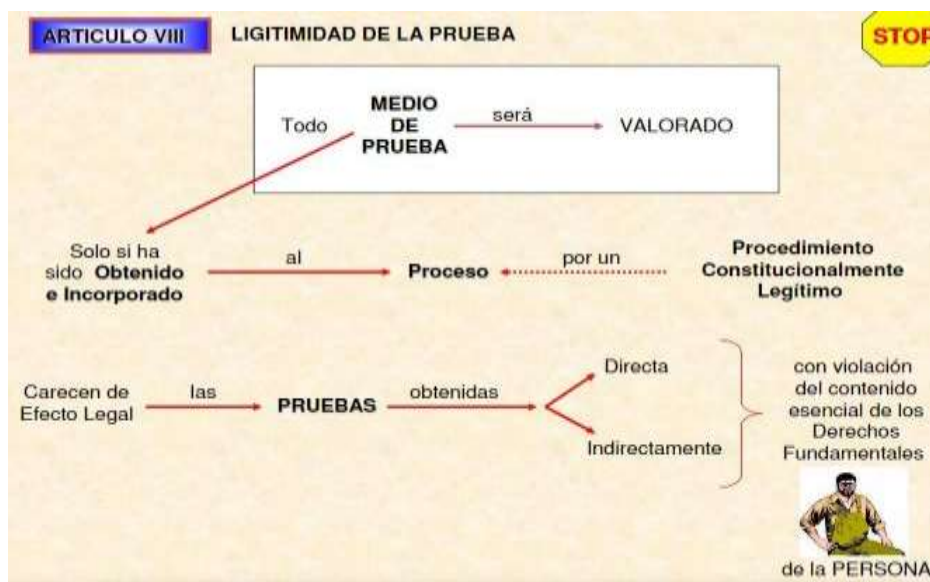 ARTICULO VIII
LIGITIMIDAD DE LA PRUEBA
STOP
Todo
MEDIO
DE
PRUEBA
será
VALORADO
Solo si ha
sido Obtenido
e Incorporado
al
Proceso
por un
Procedimiento
Constitucionalmente
Legítimo
Carecen de
Efecto Legal
las
PRUEBAS
obtenidas
Directa
Indirectamente
con violación
del contenido
esencial de los
Derechos
Fundamentales
de la PERSONA